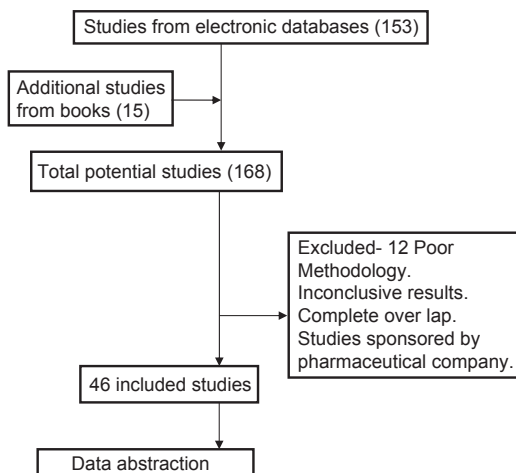 Studies from electronic databases (153)
Additional studies
from books (15)
Total potential studies (168)
Excluded- 12 Poor
Methodology.
Inconclusive results.
Complete over lap.
Studies sponsored by
pharmaceutical company.
46 included studies
Data abstraction